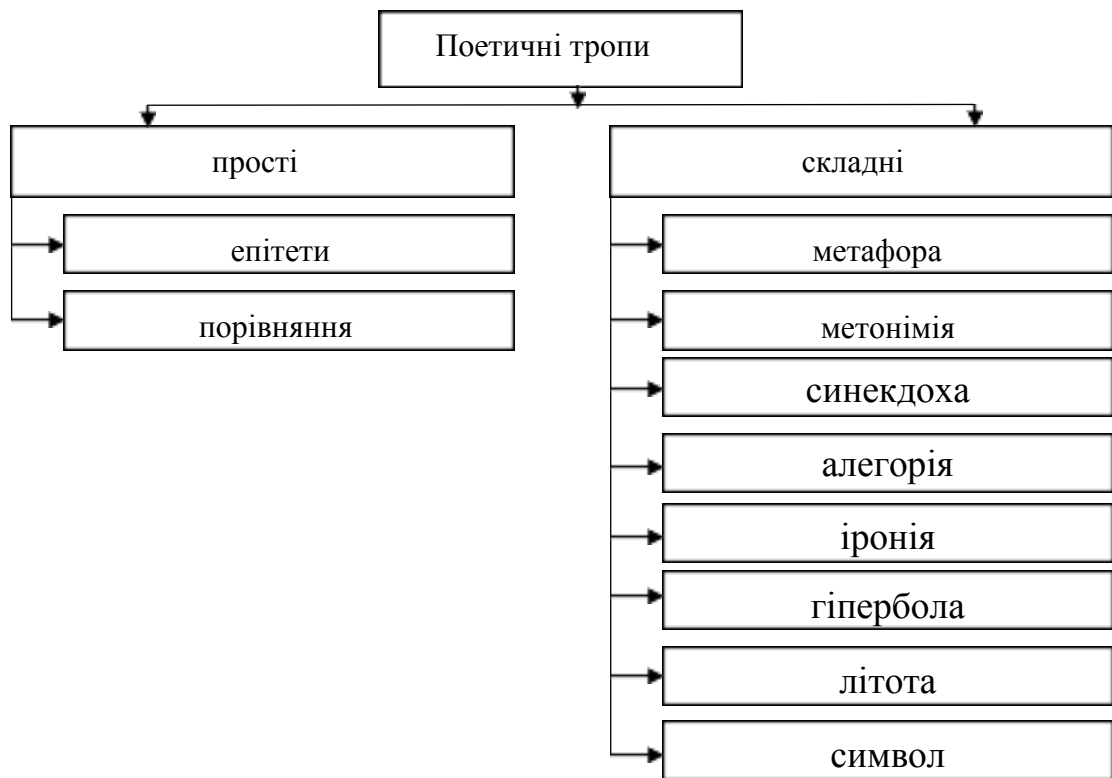 Поетичні тропи
прості
складні
епітети
порівняння
метафора
метонімія
синекдоха
алегорія
іронія
гіпербола
літота
символ